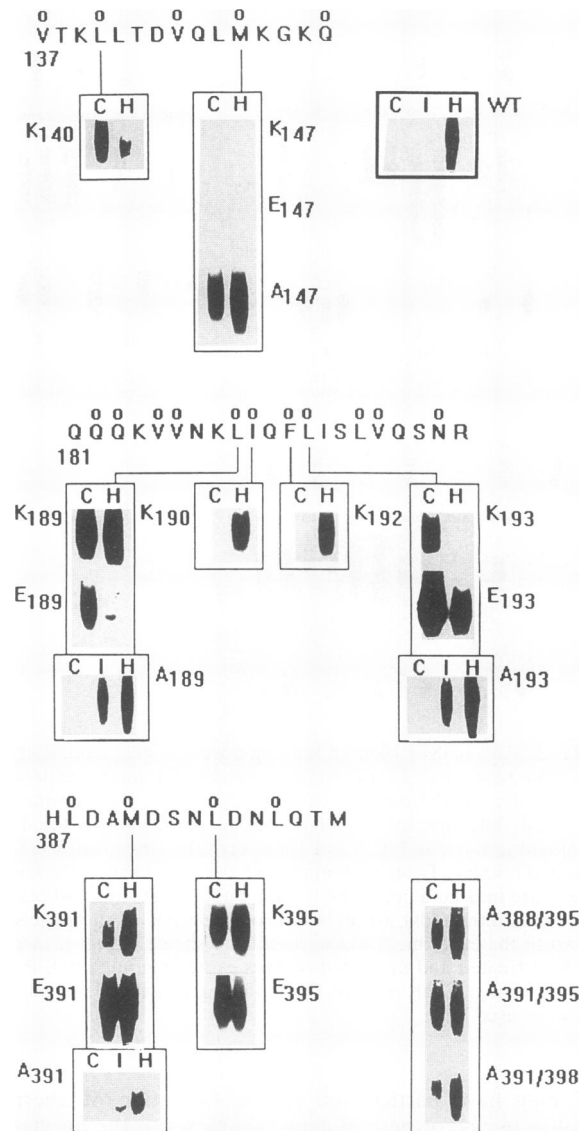 o o o o o
V T K L L T D V Q L M K G K Q
137
C H
K140
C H
K147
E147
A147
C I H
WT
o o o o o o o o o o o
Q Q Q K V V N K L I Q F L I S L V Q S N R
181
C H
K189
E189
C I H
A189
C H
K190
C H
K192
C H
K193
E193
C I H
A193
o o o o
H L D A M D S N L D N L Q T M
387
C H
K391
E391
C I H
A391
C H
K395
E395
C H
A388/395
A391/395
A391/398